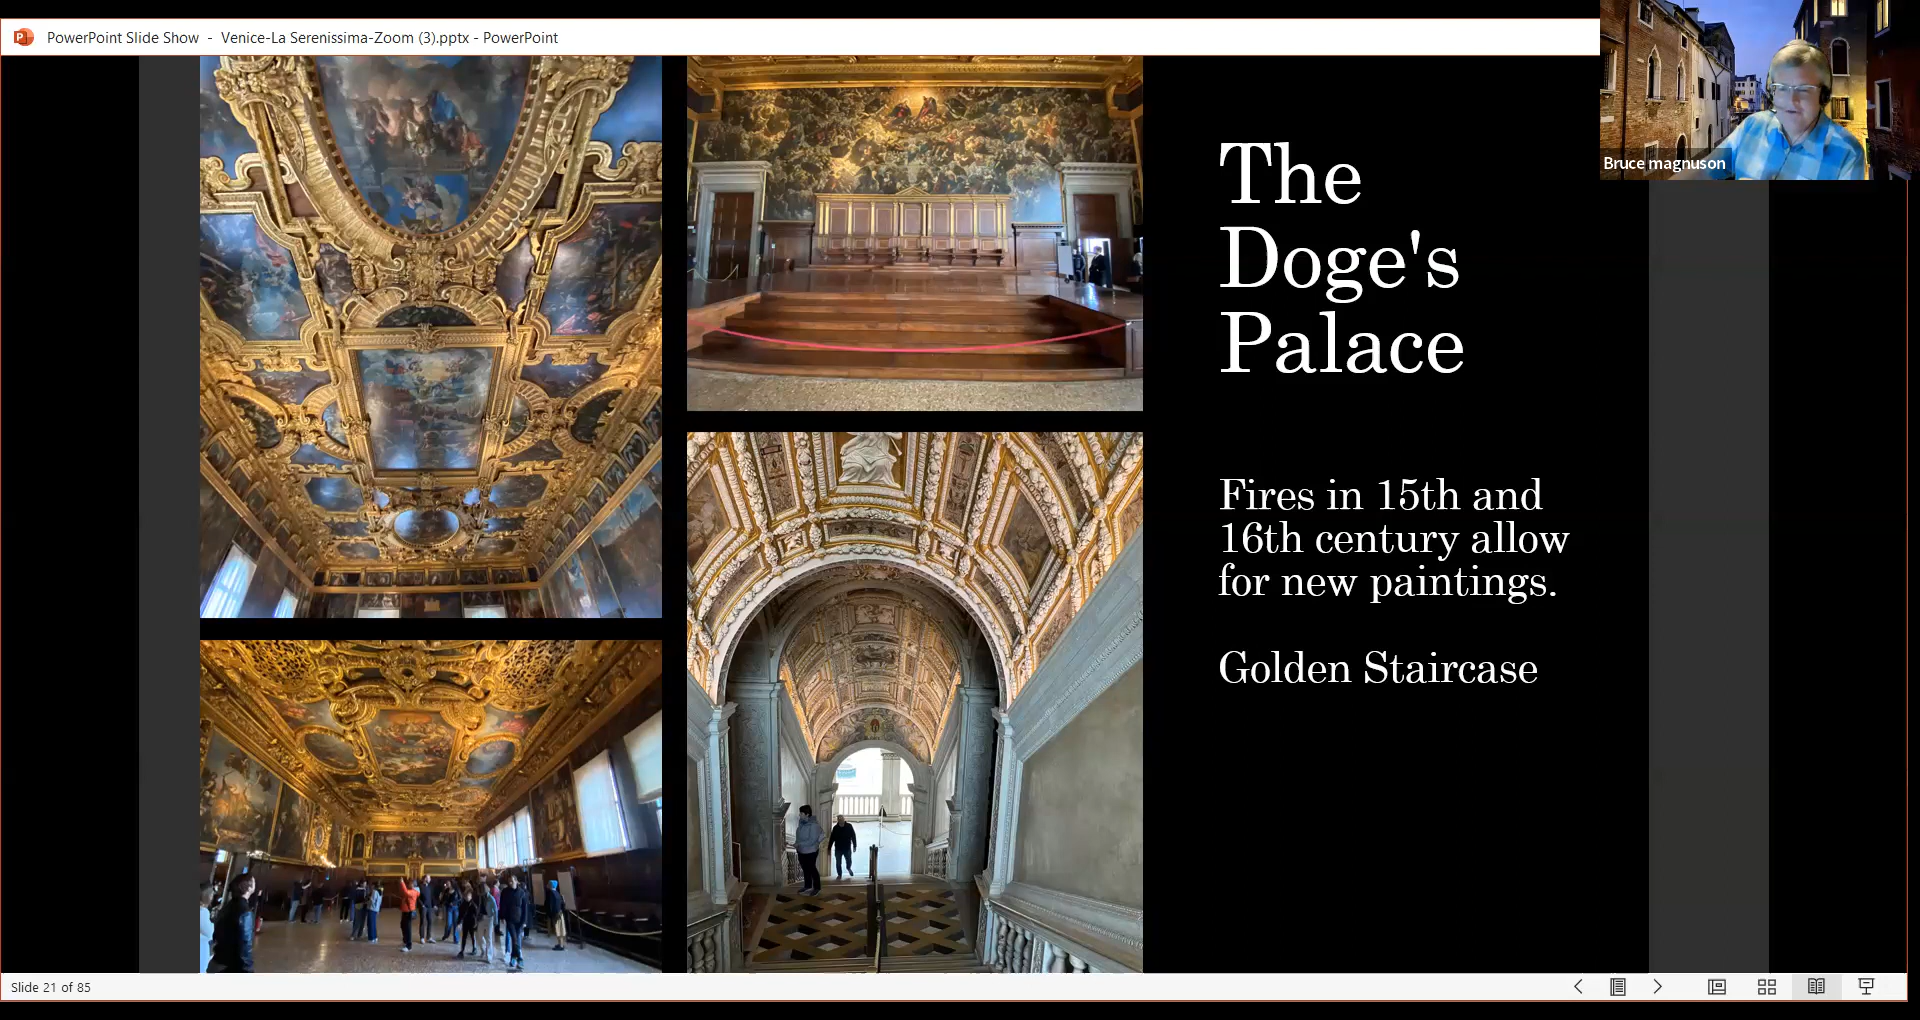 PowerPoint Slide Show - Venice-La Serenissima-Zoom (3).pptx - PowerPoint
Bruce magnuson
The
Doge's
Palace
Fires in 15th and
16th century allow
for new paintings.
Golden Staircase
Slide 21 of 85